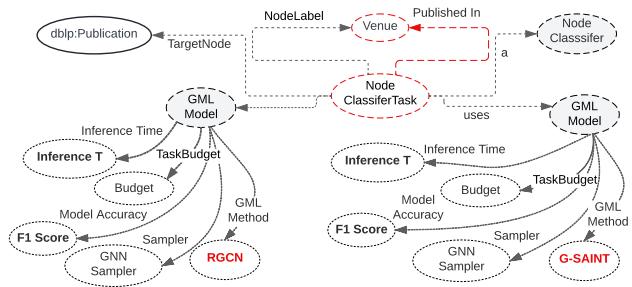 NodeLabel
Published In
dblp:Publication
TargetNode
Venue
a
Node
Classsifer
Node
ClassiferTask
uses
GML
Model
Inference Time
Inference T
TaskBudget
Budget
Model Accuracy
GML
Method
F1 Score
Sampler
GNN
Sampler
RGCN
GML
Model
Inference Time
Inference T
TaskBudget
Budget
Model
Accuracy
GML
Method
F1 Score
Sampler
GNN
Sampler
G-SAINT